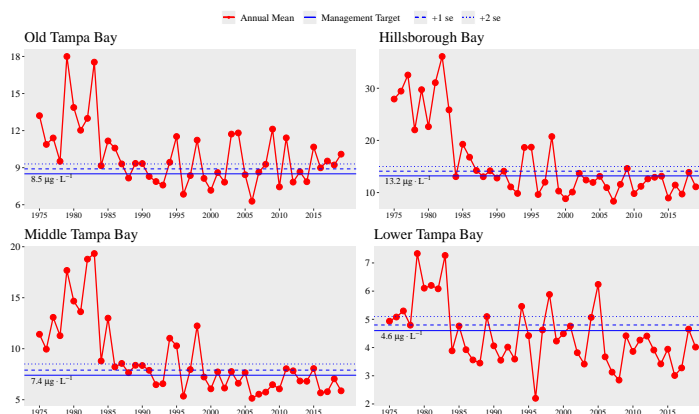 Annual Mean Management Target +1 se +2 se
Old Tampa Bay
18
15
12
9
6
8.5 µg · L⁻¹
1975 1980 1985 1990 1995 2000 2005 2010 2015
Hillsborough Bay
30
20
10
13.2 µg · L⁻¹
1975 1980 1985 1990 1995 2000 2005 2010 2015
Middle Tampa Bay
20
15
10
5
7.4 µg · L⁻¹
1975 1980 1985 1990 1995 2000 2005 2010 2015
Lower Tampa Bay
7
6
5
4
3
2
4.6 µg · L⁻¹
1975 1980 1985 1990 1995 2000 2005 2010 2015